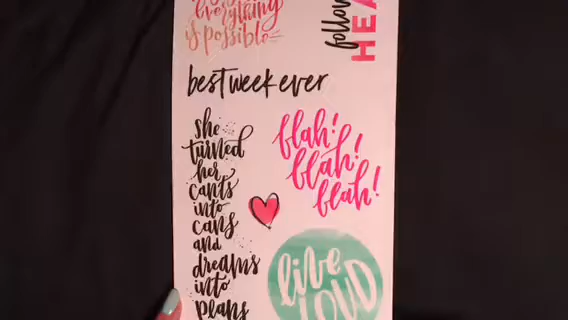 everything
is possible
follow
HEA
best week ever
she
turned
her
cants
into
cans
and
dreams
into
plans
blah!
blah!
blah!
live
LOUD